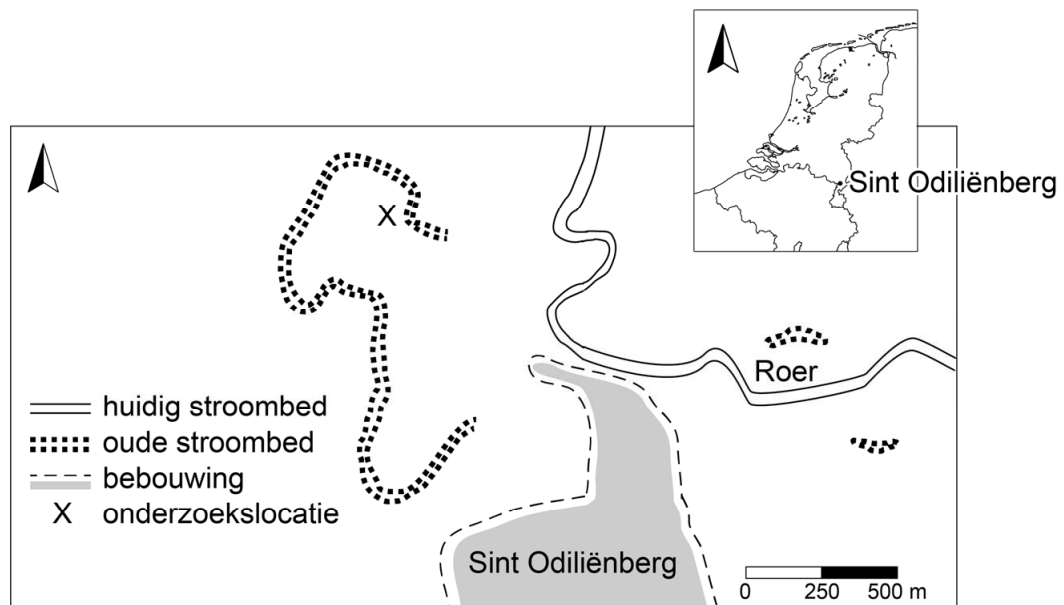 Sint Odiliënberg
X
Roer
huidig stroombed
oude stroombed
bebouwing
X onderzoekslocatie
Sint Odiliënberg
0 250 500 m